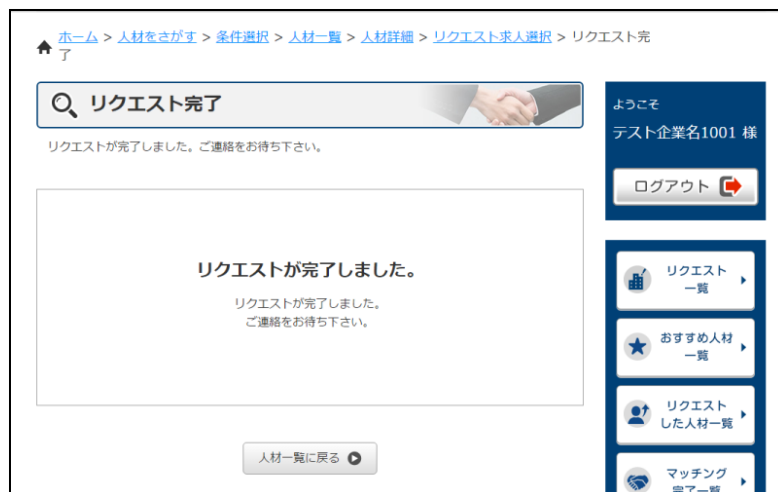 ホーム > 人材をさがす > 条件選択 > 人材一覧 > 人材詳細 > リクエスト求人選択 > リクエスト完
了
リクエスト完了
リクエストが完了しました。ご連絡をお待ち下さい。
リクエストが完了しました。
リクエストが完了しました。
ご連絡をお待ち下さい。
人材一覧に戻る
ようこそ
テスト企業名1001 様
ログアウト
リクエスト
一覧
おすすめ人材
一覧
リクエスト
した人材一覧
マッチング
完了一覧